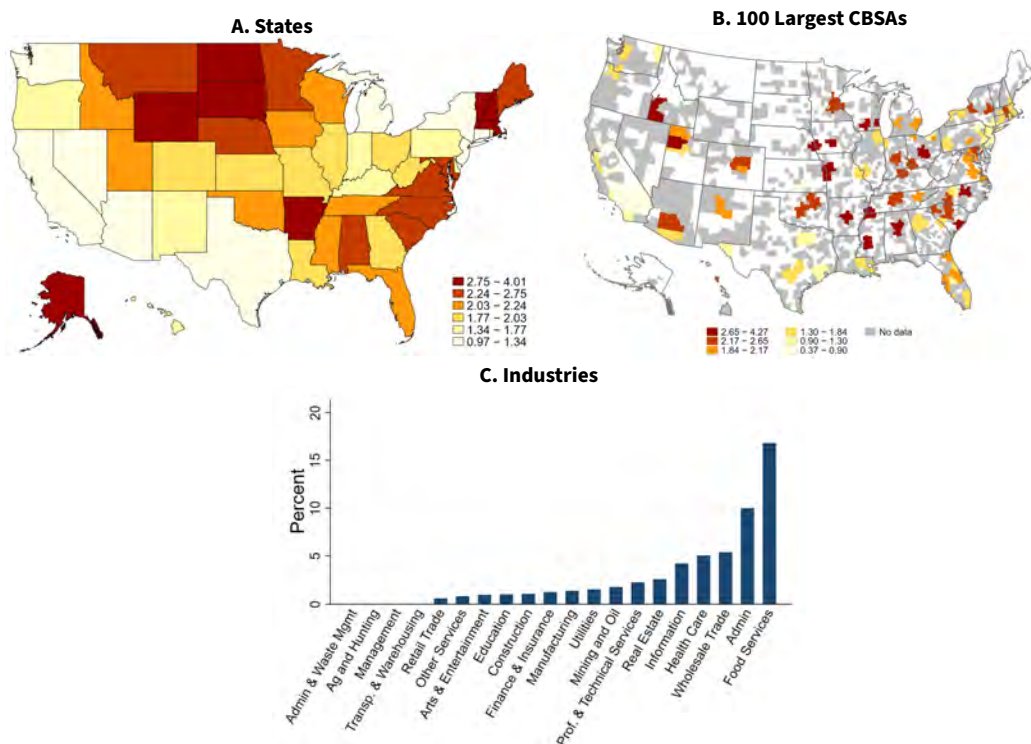 A. States
B. 100 Largest CBSAs
2.75 – 4.01
2.24 – 2.75
2.03 – 2.24
1.77 – 2.03
1.34 – 1.77
0.97 – 1.34
2.65 – 4.27
2.17 – 2.65
1.84 – 2.17
1.30 – 1.84
0.90 – 1.30
0.37 – 0.90
No data
C. Industries
Percent
20
15
10
5
0
Admin & Waste Mgmt
Ag and Hunting
Management
Transp. & Warehousing
Retail Trade
Other Services
Arts & Entertainment
Education
Construction
Finance & Insurance
Manufacturing
Utilities
Mining and Oil
Prof. & Technical Services
Real Estate
Information
Health Care
Wholesale Trade
Admin
Food Services